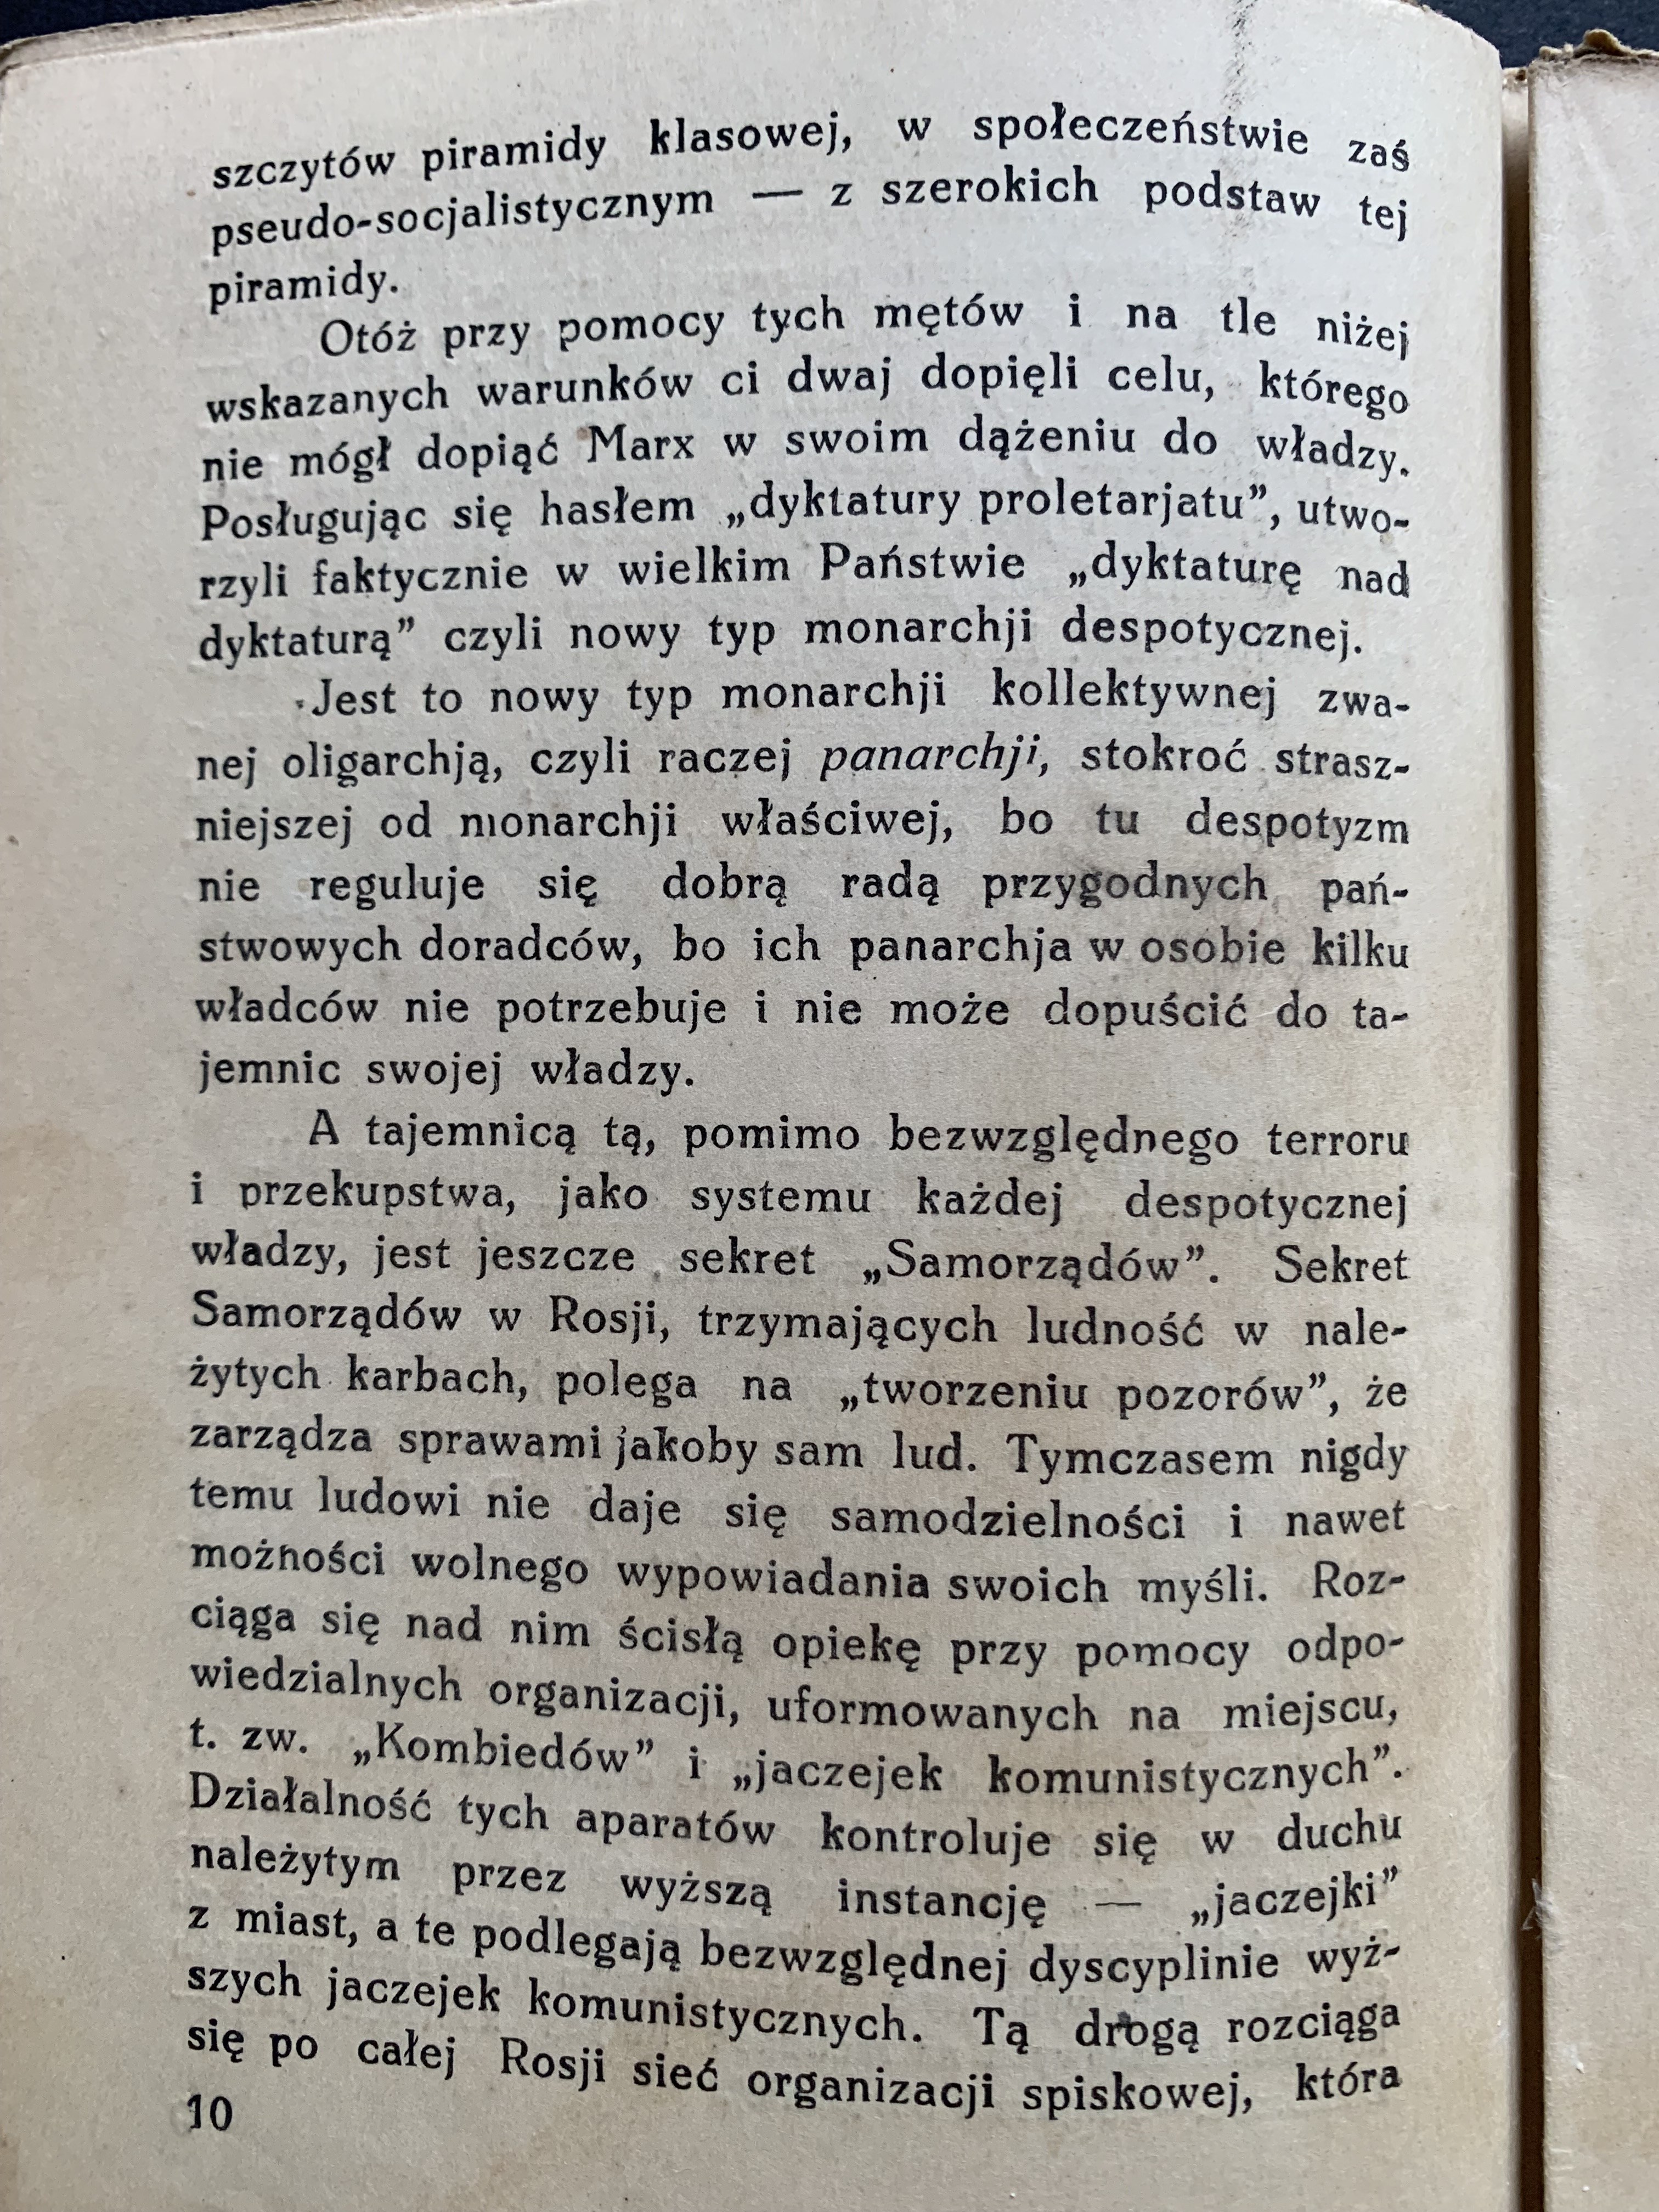 szczytów piramidy klasowej, w społeczeństwie zaś
pseudo-socjalistycznym — z szerokich podstaw tej
piramidy.
Otóż przy pomocy tych mętów i na tle niżej
wskazanych warunków ci dwaj dopięli celu, którego
nie mógł dopiąć Marx w swoim dążeniu do władzy.
Posługując się hasłem „dyktatury proletarjatu”, utwo-
rzyli faktycznie w wielkim Państwie „dyktaturę nad
dyktaturą” czyli nowy typ monarchji despotycznej.
Jest to nowy typ monarchji kollektywnej zwa-
nej oligarchją, czyli raczej panarchji, stokroć strasz-
niejszej od monarchji właściwej, bo tu despotyzm
nie reguluje się dobrą radą przygodnych pań-
stwowych doradców, bo ich panarchja w osobie kilku
władców nie potrzebuje i nie może dopuścić do ta-
jemnic swojej władzy.
A tajemnicą tą, pomimo bezwzględnego terroru
i przekupstwa, jako systemu każdej despotycznej
władzy, jest jeszcze sekret „Samorządów”. Sekret
Samorządów w Rosji, trzymających ludność w nale-
żytych karbach, polega na „tworzeniu pozorów”, że
zarządza sprawami jakoby sam lud. Tymczasem nigdy
temu ludowi nie daje się samodzielności i nawet
możności wolnego wypowiadania swoich myśli. Roz-
ciąga się nad nim ścisłą opiekę przy pomocy odpo-
wiedzialnych organizacji, uformowanych na miejscu,
t. zw. „Kombiedów” i „jaczejek komunistycznych”.
Działalność tych aparatów kontroluje się w duchu
należytym przez wyższą instancję — „jaczejki”
z miast, a te podlegają bezwzględnej dyscyplinie wyż-
szych jaczejek komunistycznych. Tą drogą rozciąga
się po całej Rosji sieć organizacji spiskowej, która
10